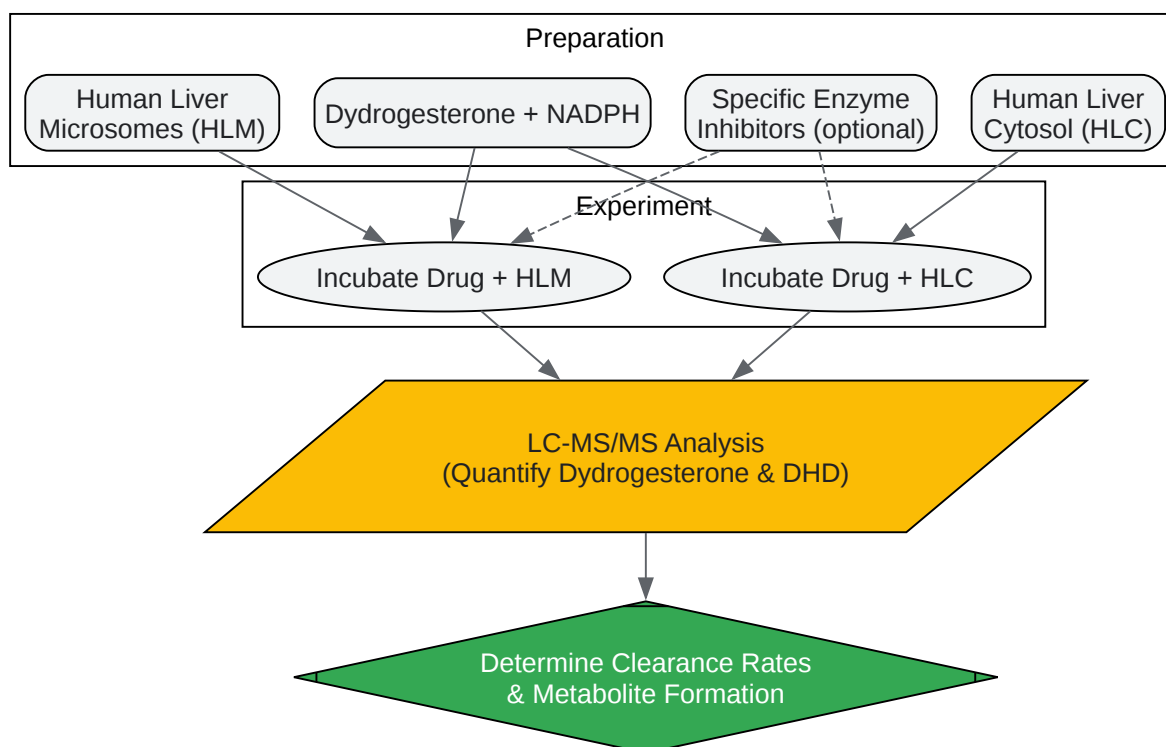 Preparation
Human Liver
Microsomes (HLM)
Dydrogesterone + NADPH
Specific Enzyme
Inhibitors (optional)
Human Liver
Cytosol (HLC)
Experiment
Incubate Drug + HLM
Incubate Drug + HLC
LC-MS/MS Analysis
(Quantify Dydrogesterone & DHD)
Determine Clearance Rates
& Metabolite Formation